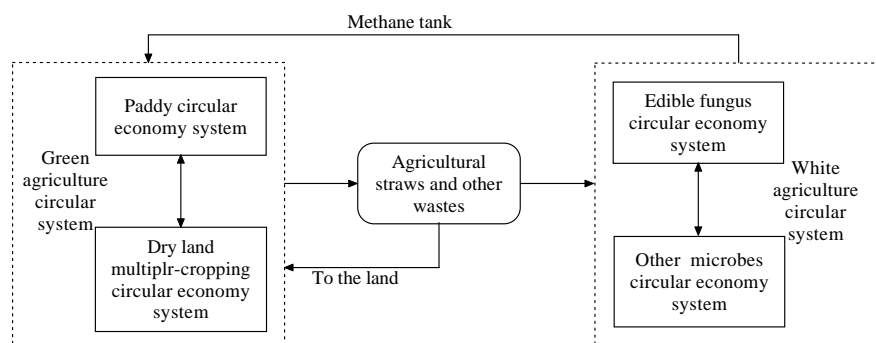 Methane tank
Paddy circular
economy system
Green
agriculture
circular
system
Dry land
multiplr-cropping
circular economy
system
Agricultural
straws and other
wastes
To the land
Edible fungus
circular economy
system
White
agriculture
circular
system
Other microbes
circular economy
system